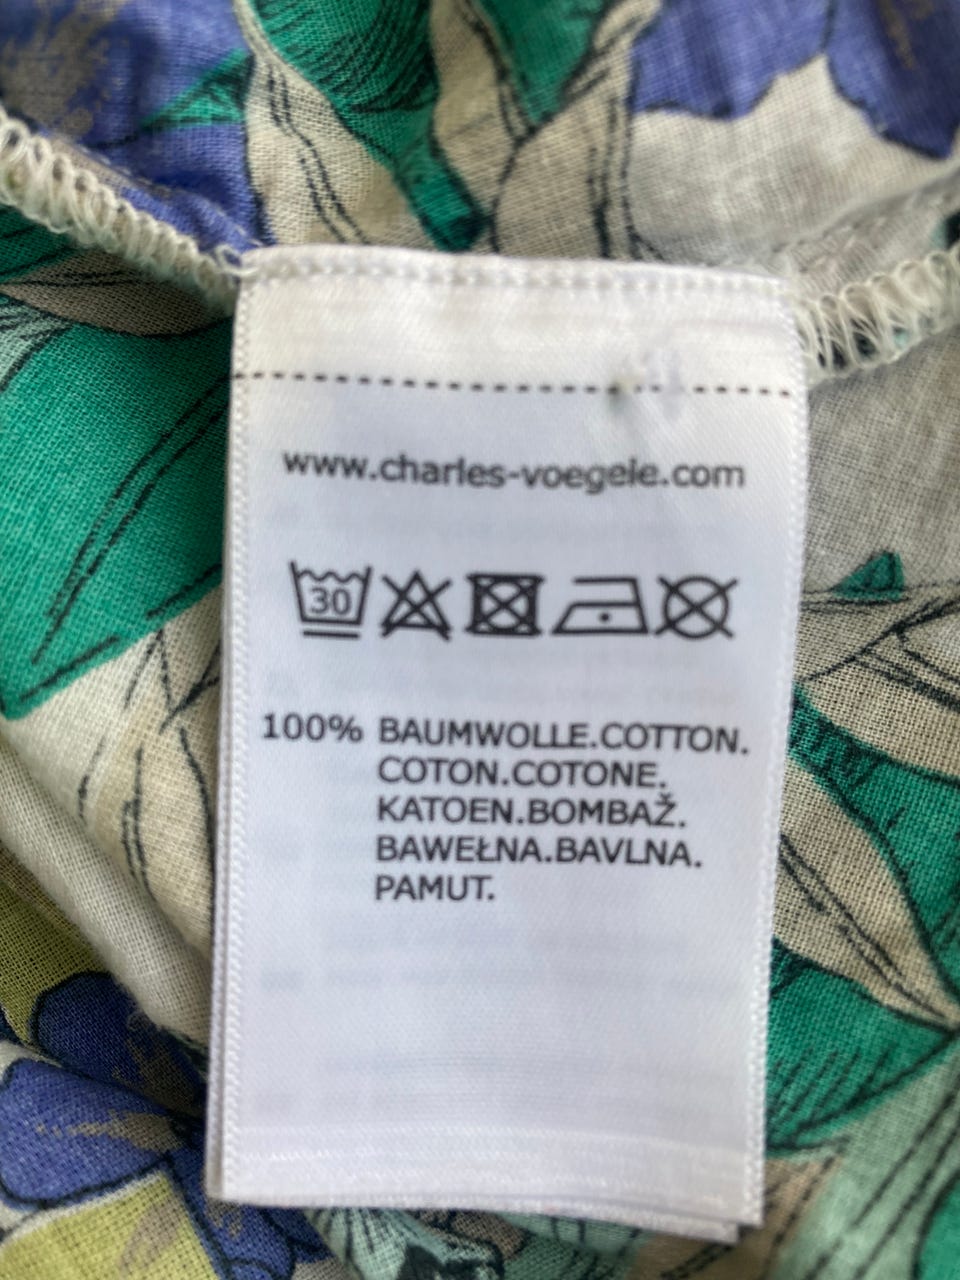 www.charles-voegele.com
30
100% BAUMWOLLE.COTTON.
COTON.COTONE.
KATOEN.BOMBAŽ.
BAWEŁNA.BAVLNA.
PAMUT.